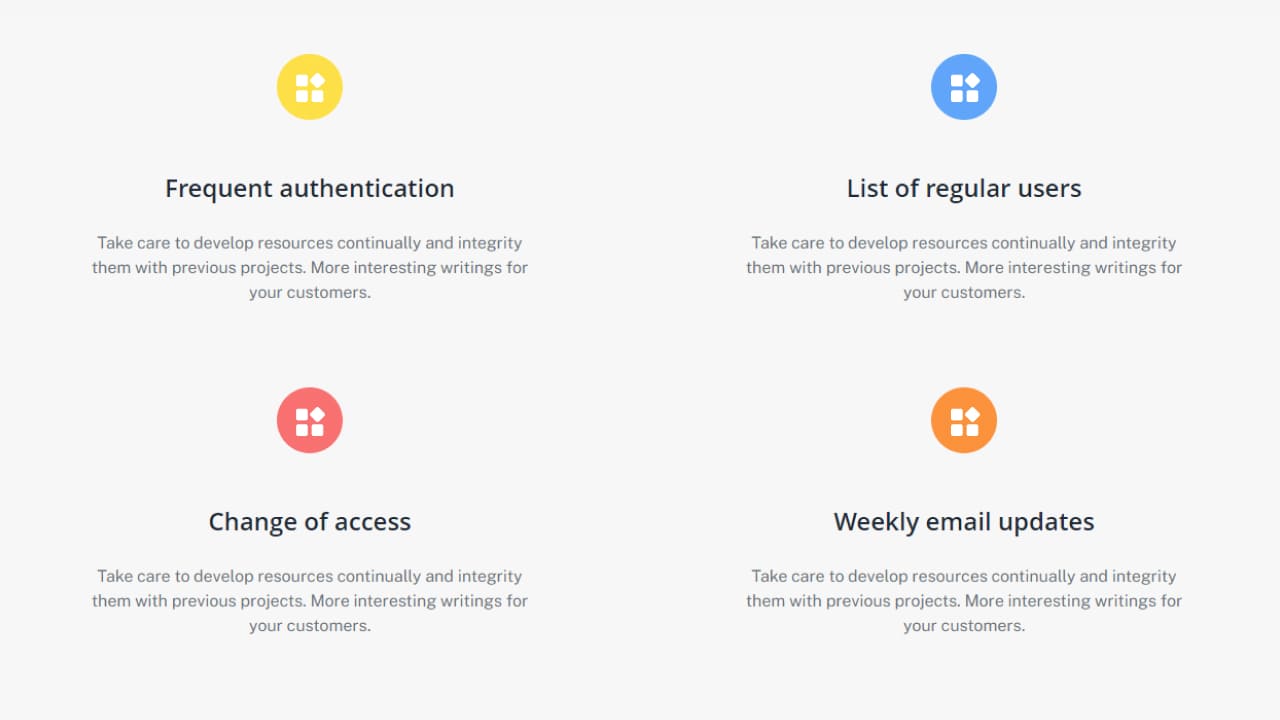 Frequent authentication
Take care to develop resources continually and integrity
them with previous projects. More interesting writings for
your customers.
List of regular users
Take care to develop resources continually and integrity
them with previous projects. More interesting writings for
your customers.
Change of access
Take care to develop resources continually and integrity
them with previous projects. More interesting writings for
your customers.
Weekly email updates
Take care to develop resources continually and integrity
them with previous projects. More interesting writings for
your customers.